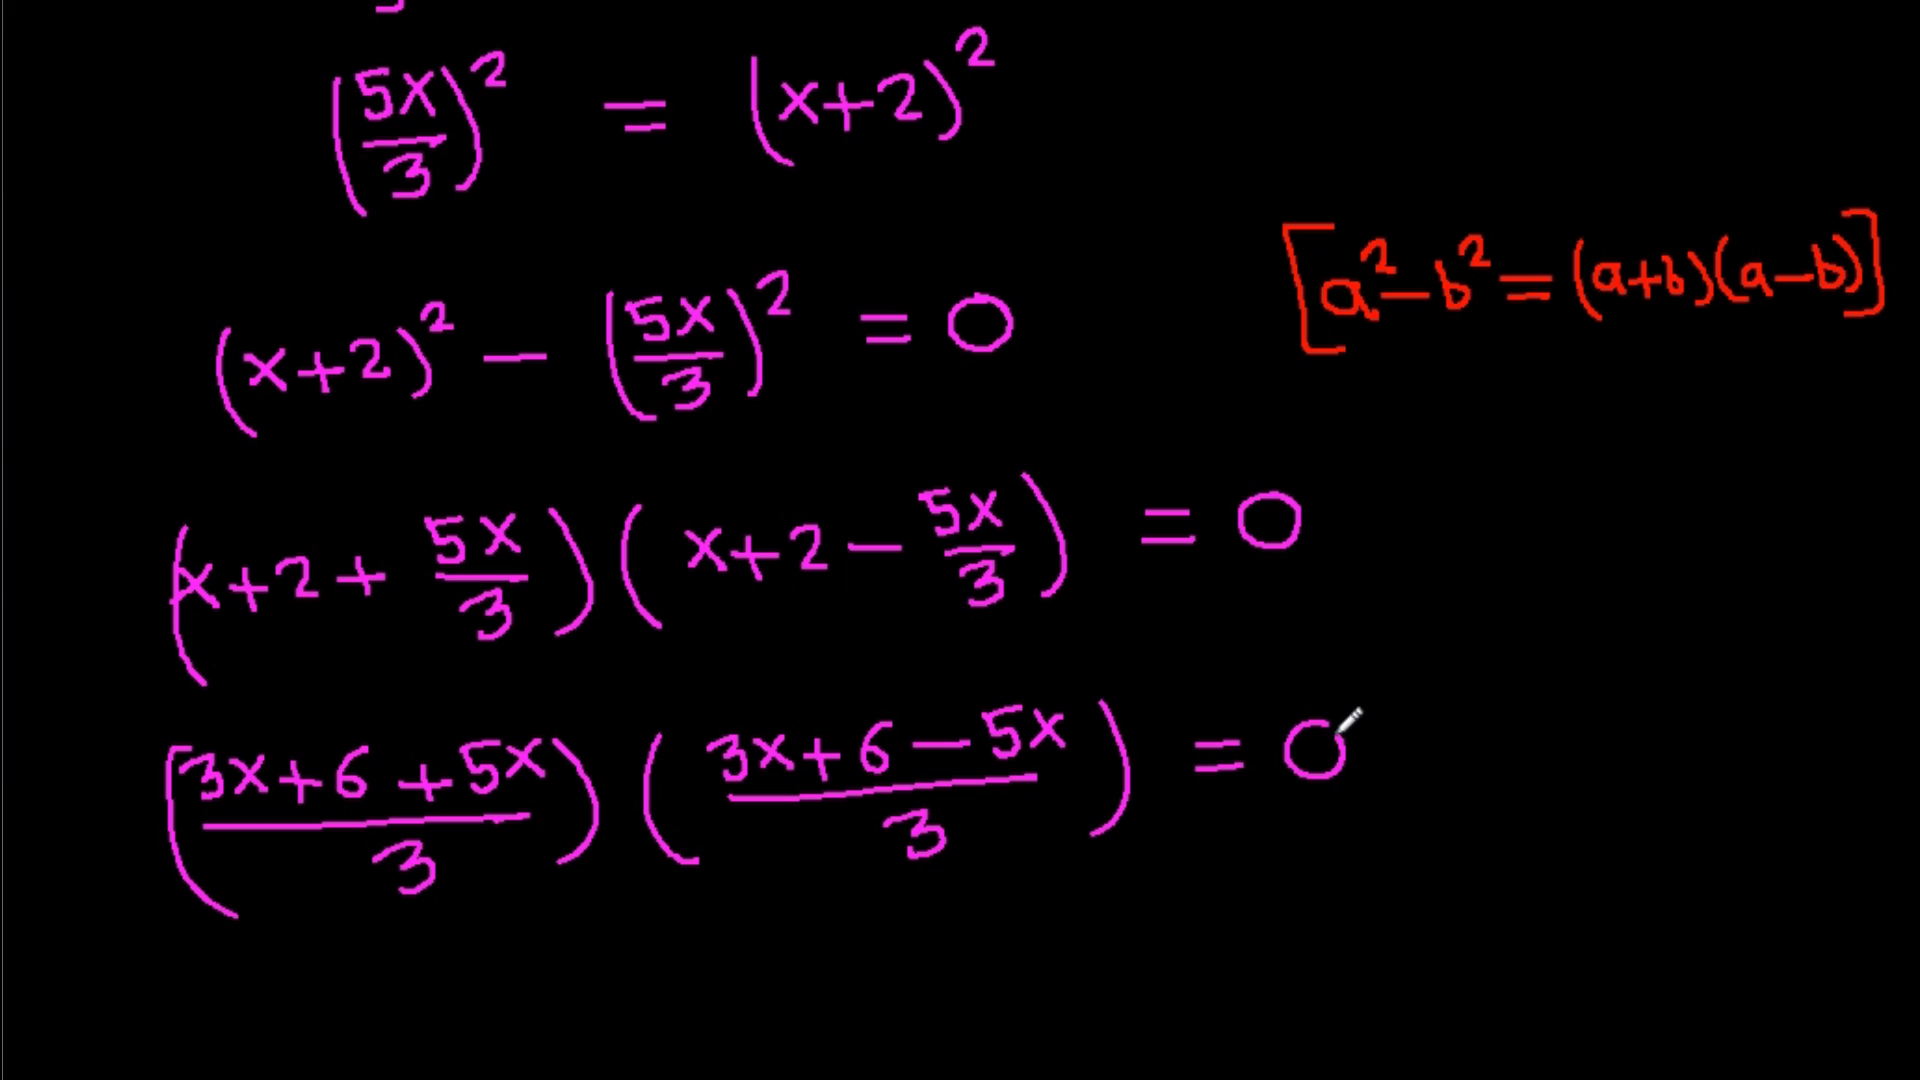 (5x/3)² = (x+2)²
[a²-b² = (a+b)(a-b)]
(x+2)² - (5x/3)² = 0
(x+2+5x/3)(x+2-5x/3) = 0
((3x+6+5x)/3)((3x+6-5x)/3) = 0